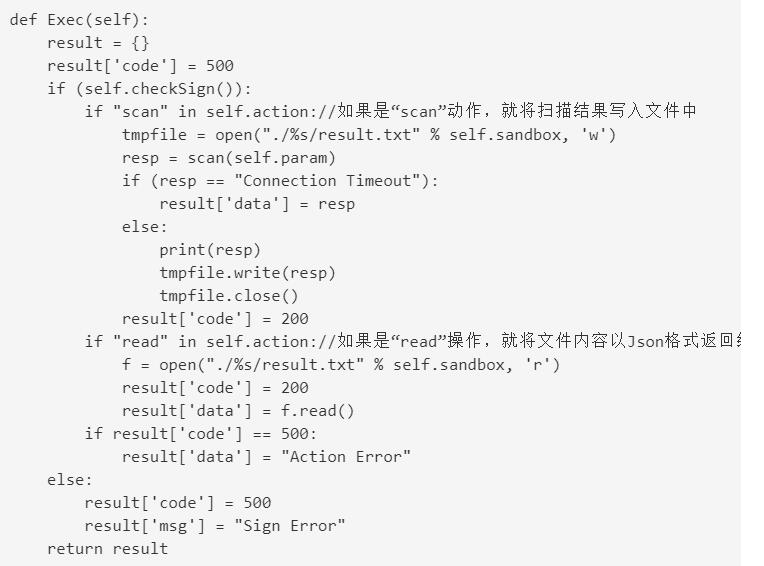 def Exec(self):
    result = {}
    result['code'] = 500
    if (self.checkSign()):
        if "scan" in self.action://如果是“scan”动作，就将扫描结果写入文件中
            tmpfile = open("./%s/result.txt" % self.sandbox, 'w')
            resp = scan(self.param)
            if (resp == "Connection Timeout"):
                result['data'] = resp
            else:
                print(resp)
                tmpfile.write(resp)
                tmpfile.close()
            result['code'] = 200
        if "read" in self.action://如果是“read”操作，就将文件内容以Json格式返回
            f = open("./%s/result.txt" % self.sandbox, 'r')
            result['code'] = 200
            result['data'] = f.read()
        if result['code'] == 500:
            result['data'] = "Action Error"
    else:
        result['code'] = 500
        result['msg'] = "Sign Error"
    return result